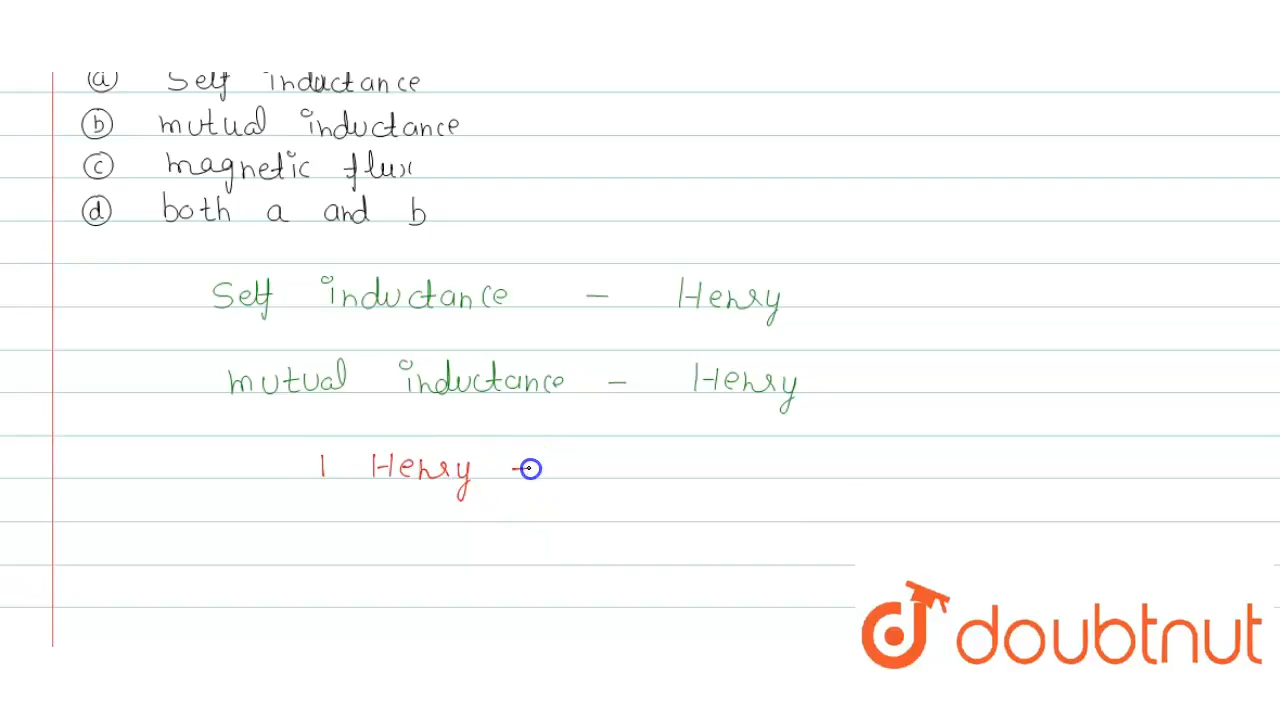 (a) Self inductance
(b) mutual inductance
(c) magnetic flux
(d) both a and b
Self inductance - Henry
mutual inductance - Henry
1 Henry -
doubtnut